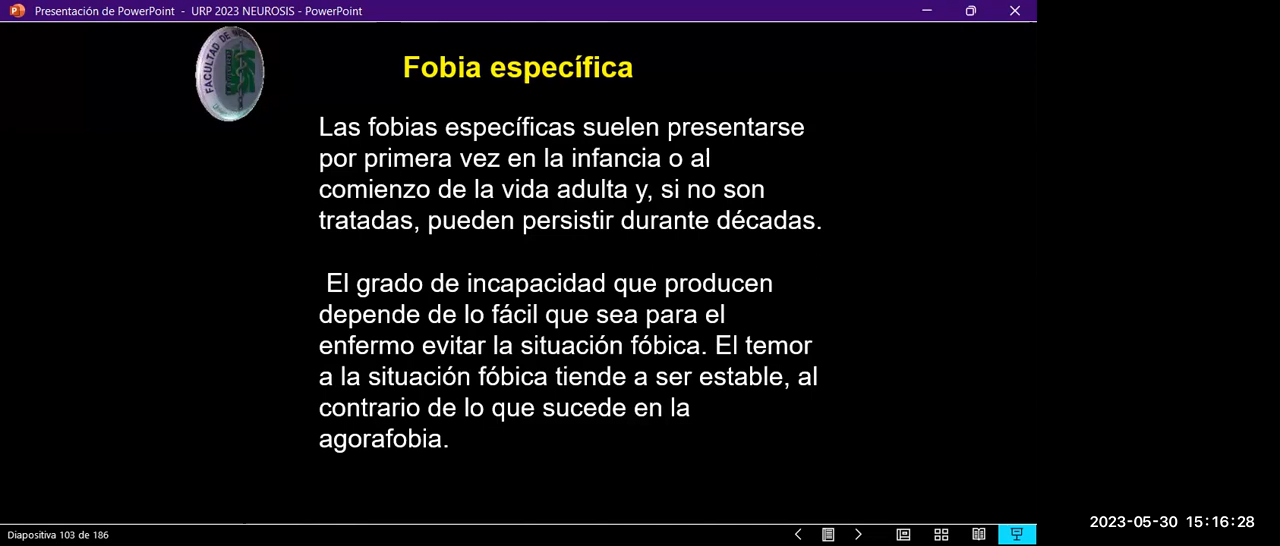 Presentación de PowerPoint - URP 2023 NEUROSIS - PowerPoint
FACULTAD DE
Fobia específica
Las fobias específicas suelen presentarse
por primera vez en la infancia o al
comienzo de la vida adulta y, si no son
tratadas, pueden persistir durante décadas.
El grado de incapacidad que producen
depende de lo fácil que sea para el
enfermo evitar la situación fóbica. El temor
a la situación fóbica tiende a ser estable, al
contrario de lo que sucede en la
agorafobia.
Diapositiva 103 de 186
2023-05-30 15:16:28